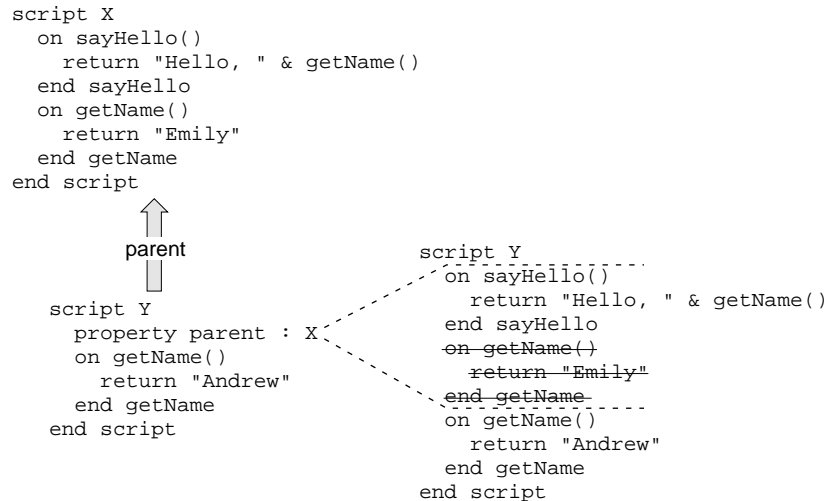 script X
on sayHello()
return "Hello, " & getName()
end sayHello
on getName()
return "Emily"
end getName
end script
parent
script Y
property parent : X
on getName()
return "Andrew"
end getName
end script
script Y
on sayHello()
return "Hello, " & getName()
end sayHello
on getName()
return "Emily"
end getName
on getName()
return "Andrew"
end getName
end script